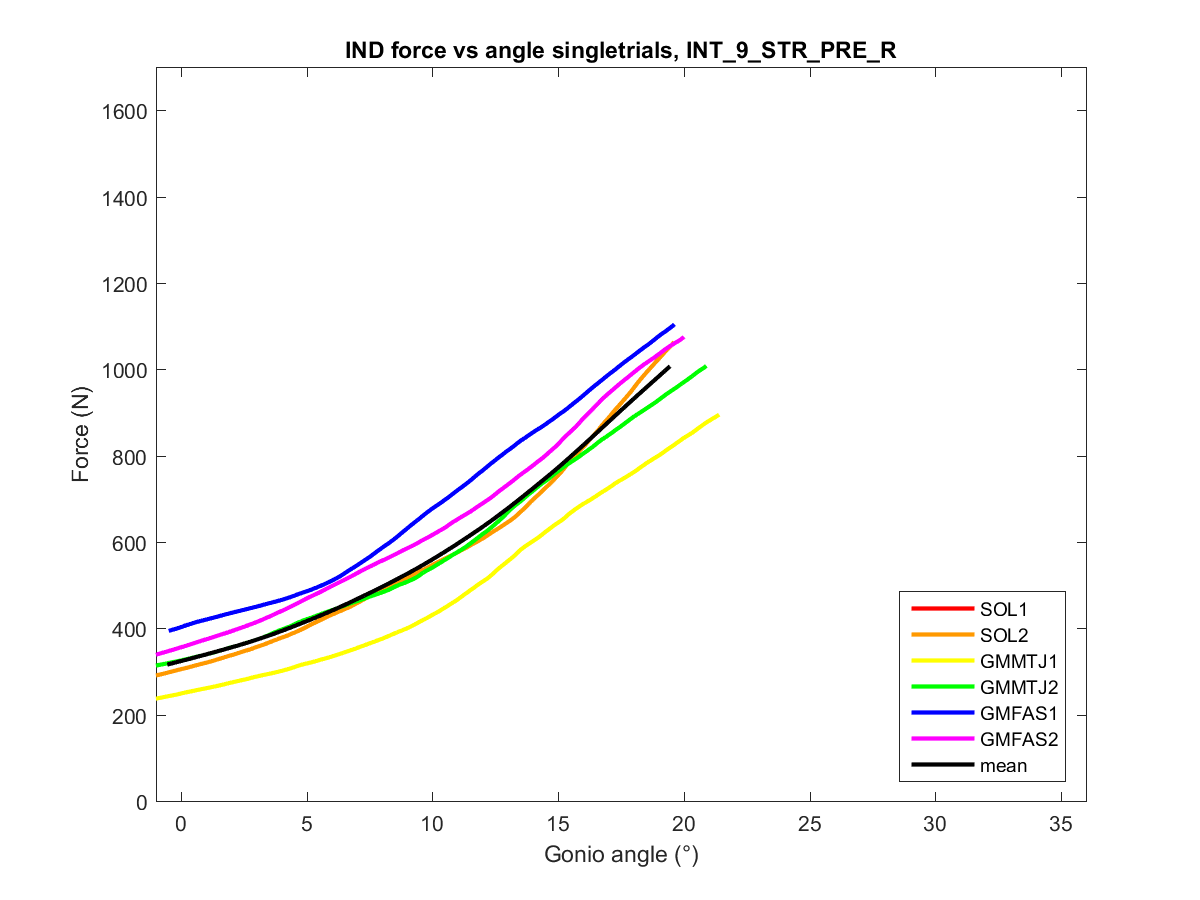 IND force vs angle singletrials, INT_9_STR_PRE_R
1600
1400
1200
1000
800
600
400
200
0
Force (N)
0 5 10 15 20 25 30 35
Gonio angle (°)
SOL1
SOL2
GMMTJ1
GMMTJ2
GMFAS1
GMFAS2
mean